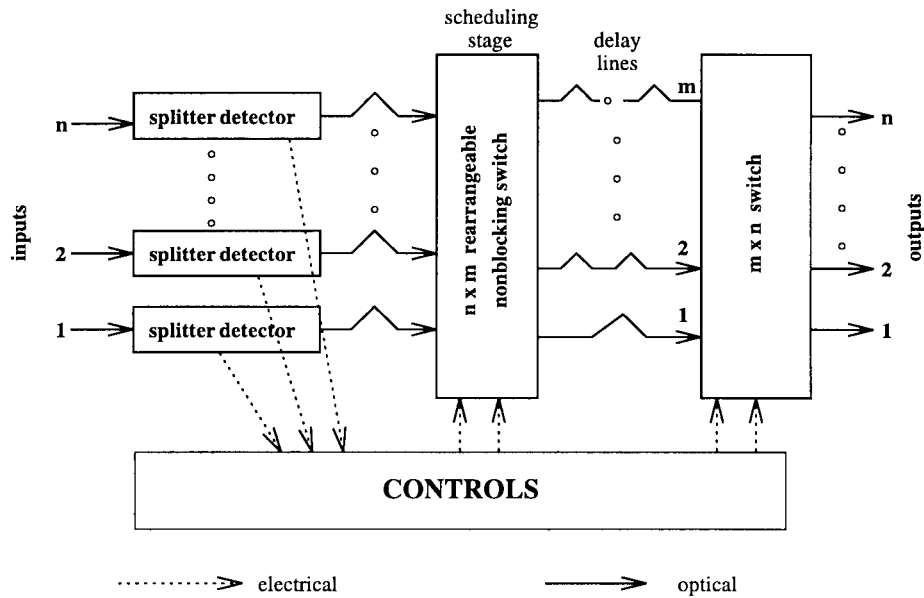 scheduling
stage
delay
lines
m
n
splitter detector
n
2
splitter detector
2
2
1
splitter detector
1
1
inputs
n x m rearrangeable
nonblocking switch
m x n switch
outputs
CONTROLS
electrical
optical